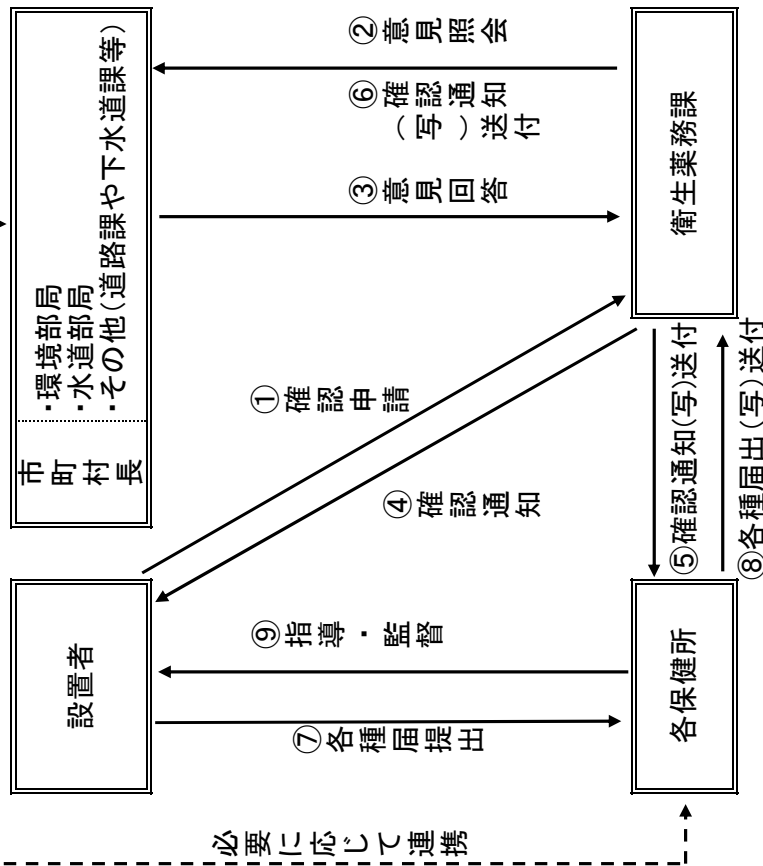 市町村長
・環境部局
・水道部局
・その他(道路課や下水道課等)
設置者
①確認申請
②意見照会
⑥確認通知
(写)送付
③意見回答
④確認通知
⑨指導・監督
⑦各種届提出
衛生薬務課
各保健所
⑤確認通知(写)送付
⑧各種届出(写)送付
必要に応じて連携